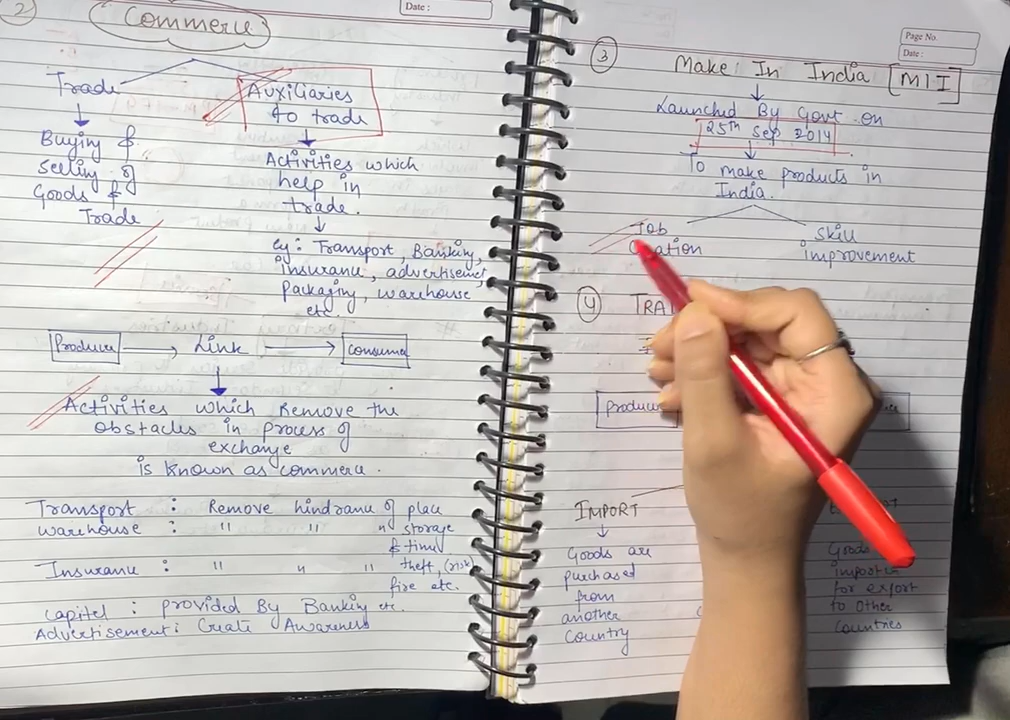 2
Commerce
Date :
Trade
Auxiliaries
to trade
Buying &
Selling of
Goods &
Trade
Activities which
help in
trade.
eg: Transport, Banking,
insurance, advertisemet
packaging, warehouse
etc.
Producer
Link
Consumer
Activities which Remove the
obstacles in process of
exchange
is known as commerce.
Transport : Remove hindrance of place
warehouse : " " " storage
& time
Insurance : " " " theft, (risk)
fire etc.
capital : provided By Banking etc.
Advertisement : Create Awareness
Page No.
Date :
3
Make In India [MII]
Launched By Govt on
25th Sep 2014
To make products in
India.
Job
Skill
improvement
4
IMPORT
Goods are
purchased
from
another
Country
for export
to Other
Countries